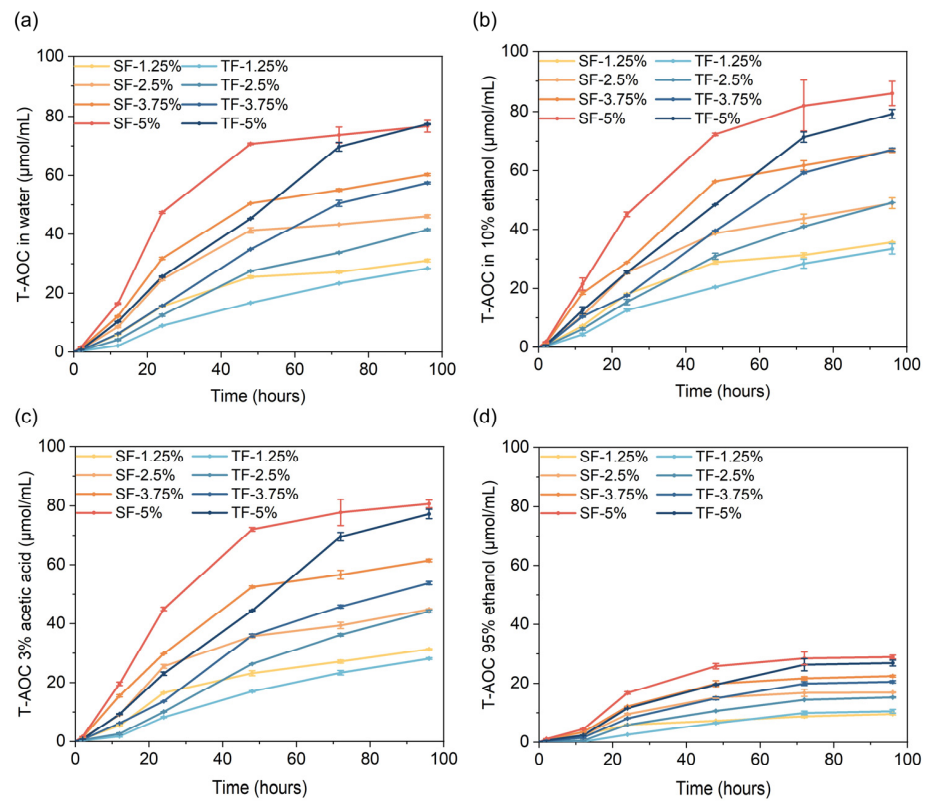 (a)
T-AOC in water (μmol/mL)
100
80
60
40
20
0
SF-1.25% TF-1.25%
SF-2.5% TF-2.5%
SF-3.75% TF-3.75%
SF-5% TF-5%
0 20 40 60 80 100
Time (hours)
(b)
T-AOC in 10% ethanol (μmol/mL)
100
80
60
40
20
0
SF-1.25% TF-1.25%
SF-2.5% TF-2.5%
SF-3.75% TF-3.75%
SF-5% TF-5%
0 20 40 60 80 100
Time (hours)
(c)
T-AOC 3% acetic acid (μmol/mL)
100
80
60
40
20
0
SF-1.25% TF-1.25%
SF-2.5% TF-2.5%
SF-3.75% TF-3.75%
SF-5% TF-5%
0 20 40 60 80 100
Time (hours)
(d)
T-AOC 95% ethanol (μmol/mL)
100
80
60
40
20
0
SF-1.25% TF-1.25%
SF-2.5% TF-2.5%
SF-3.75% TF-3.75%
SF-5% TF-5%
0 20 40 60 80 100
Time (hours)